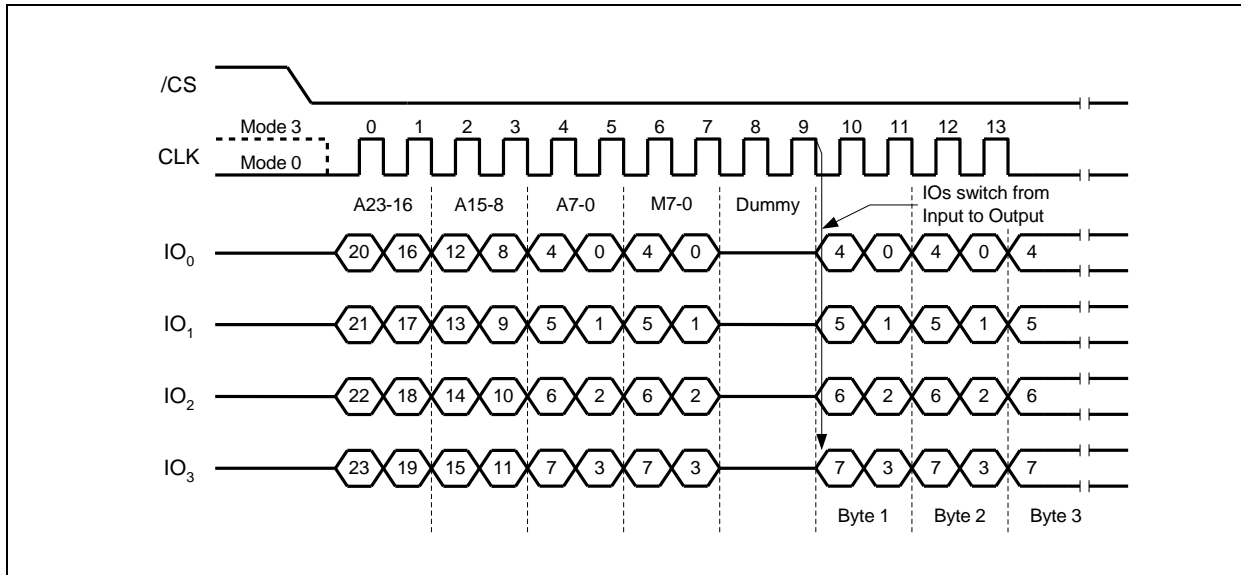 /CS
Mode 3 0 1 2 3 4 5 6 7 8 9 10 11 12 13
CLK
Mode 0
IOs switch from
A23-16 A15-8 A7-0 M7-0 Dummy
Input to Output
IO0 20 16 12 8 4 0 4 0 4 0 4 0 4
IO1 21 17 13 9 5 1 5 1 5 1 5 1 5
IO2 22 18 14 10 6 2 6 2 6 2 6 2 6
IO3 23 19 15 11 7 3 7 3 7 3 7 3 7
Byte 1 Byte 2 Byte 3